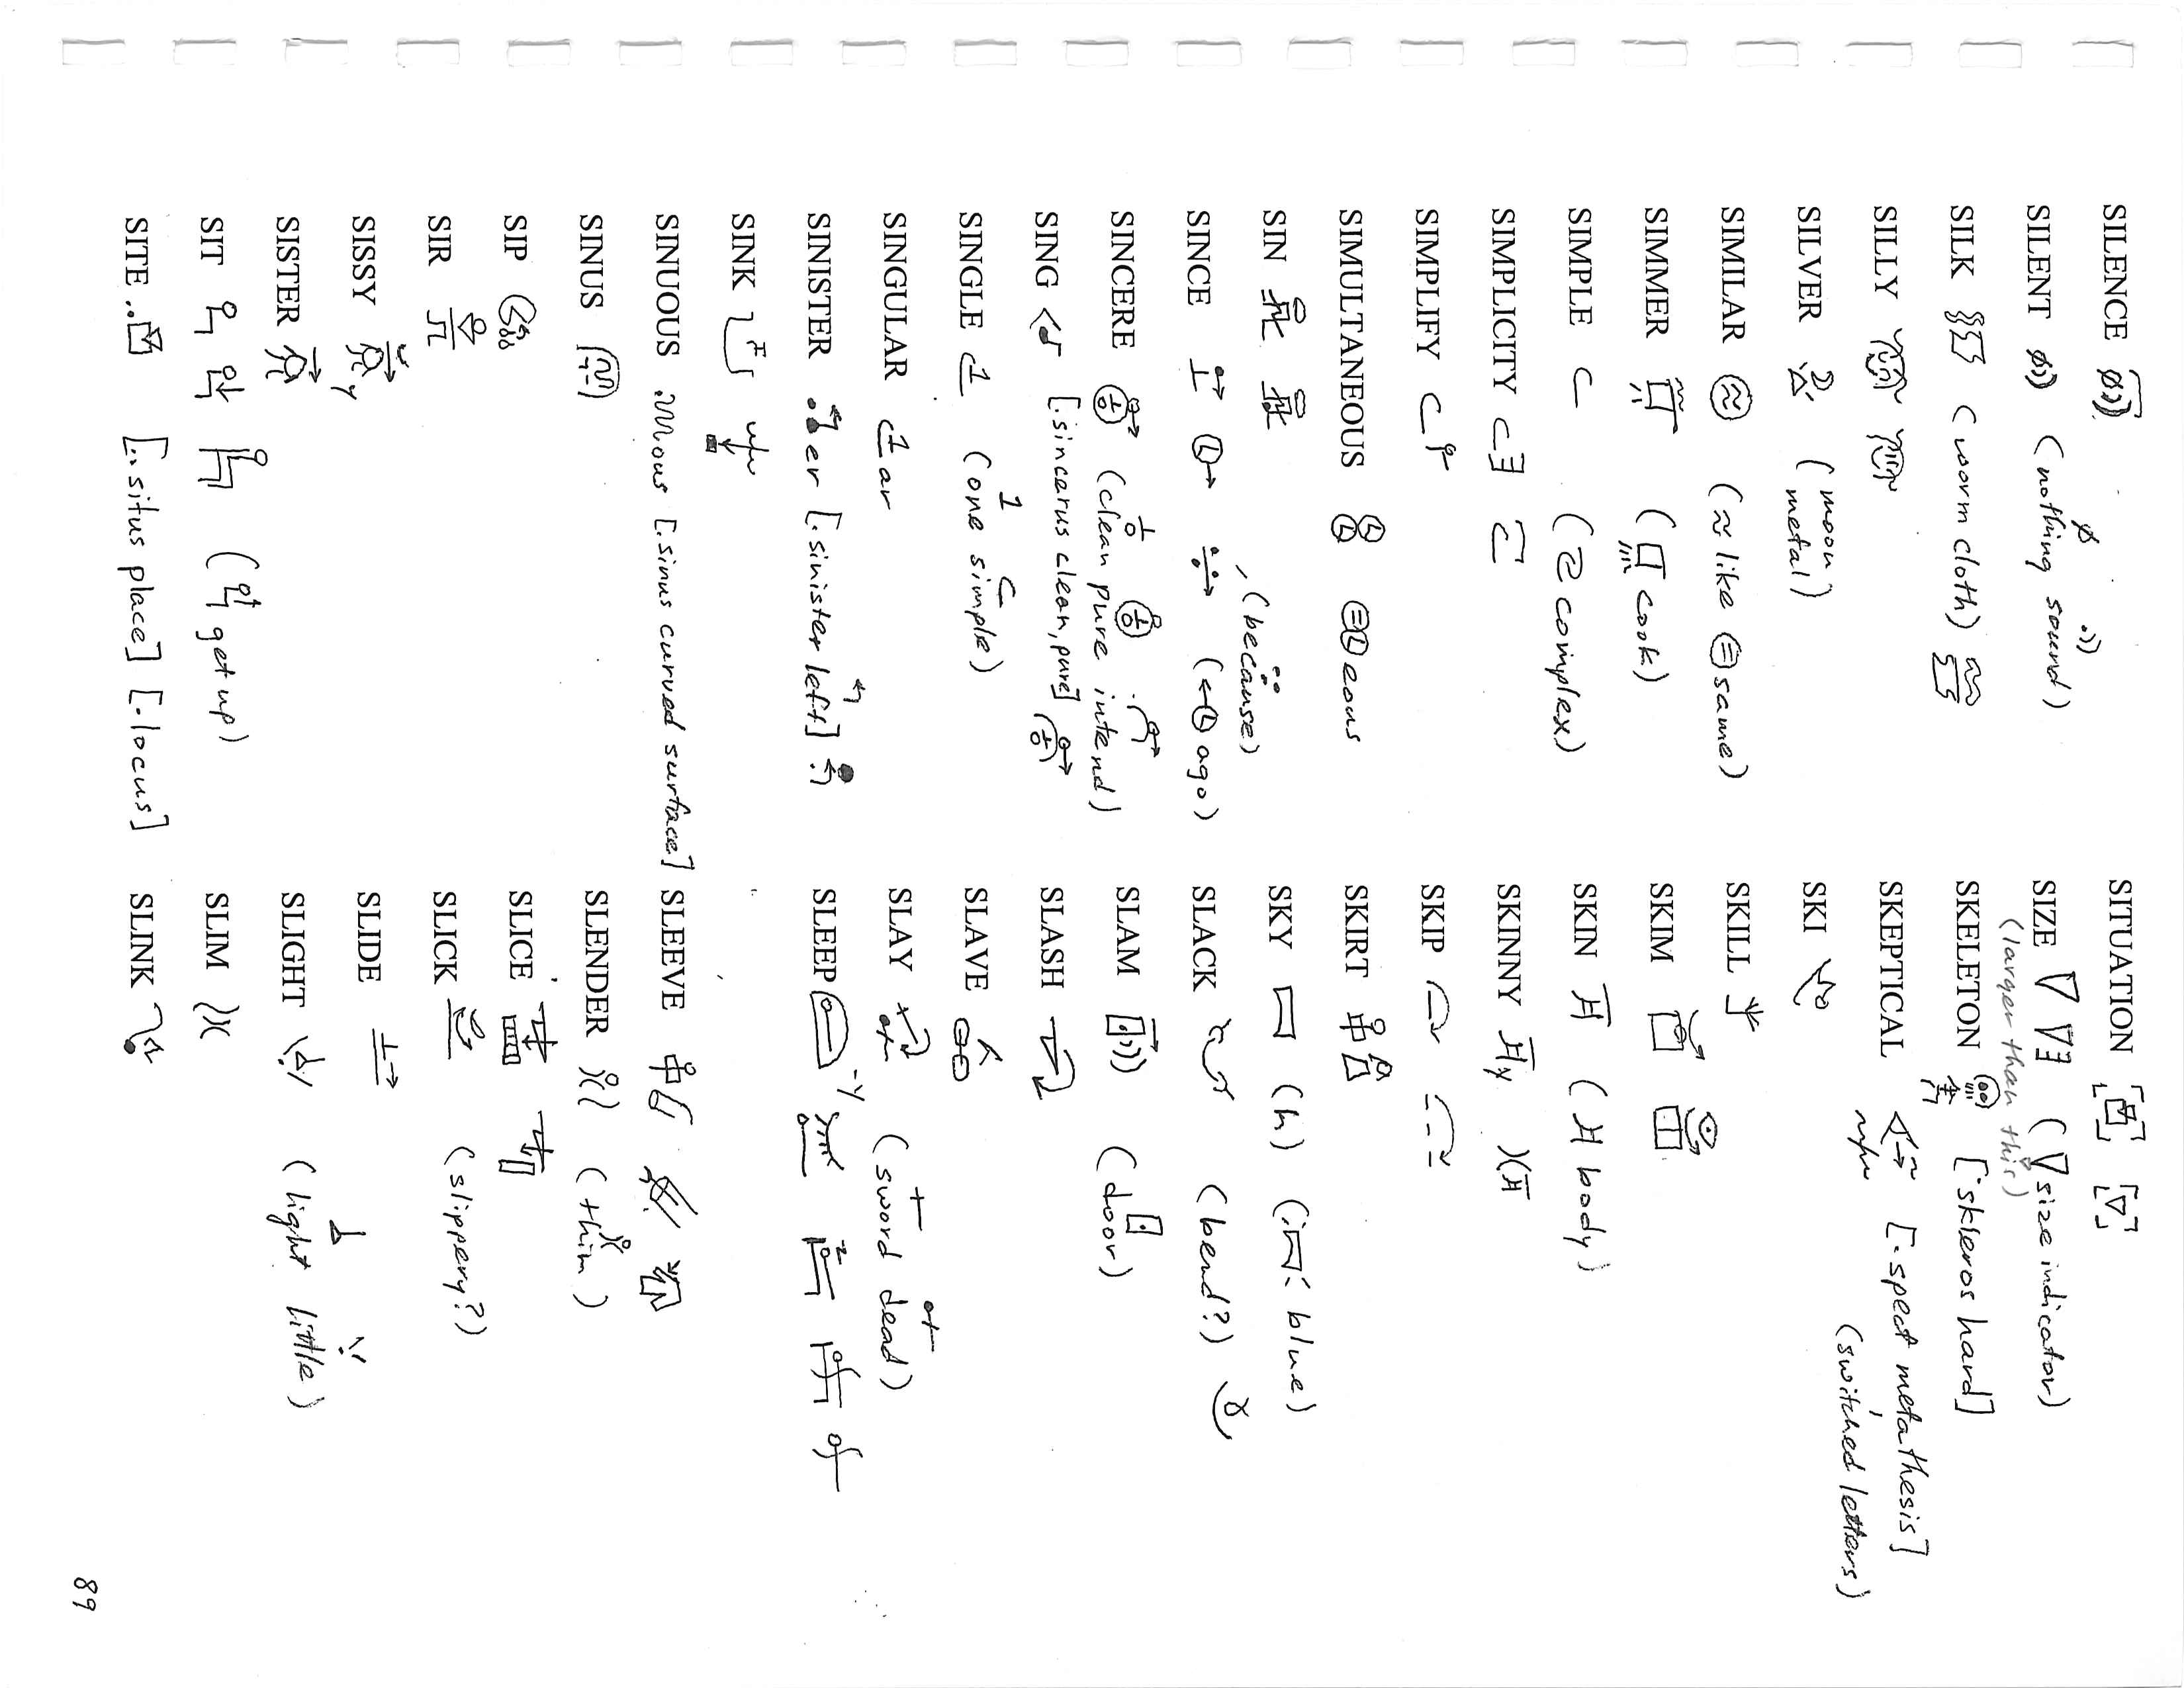 SILENCE
SILENT (nothing sound)
SILK (worm cloth)
SILLY
SILVER (moon metal)
SIMILAR (≈ like same)
SIMMER (cook)
SIMPLE (complex)
SIMPLICITY
SIMPLIFY
SIMULTANEOUS eous
SIN
SINCE (ago)
, (because)
SINCERE (clean pure intend)
[.sincerus clean, pure]
SING
SINGLE 1 (one simple)
SINGULAR 1 ar
SINISTER er [.sinister left]
SINK
SINUOUS ous [.sinus curved surface]
SINUS
SIP
SIR
SISSY y
SISTER
SIT (get up)
SITE [..situs place] [.locus]
SITUATION
SIZE (size indicator)
(larger than this)
SKELETON [skleros hard]
SKEPTICAL [.spect metathesis]
(switched letters)
SKI
SKILL
SKIM
SKIN (body)
SKINNY y
SKIP
SKIRT
SKY (h) (blue)
SLACK (bend?)
SLAM (door)
SLASH
SLAVE
SLAY (sword dead)
SLEEP
SLEEVE
SLENDER (thin)
SLICE
SLICK (slippery?)
SLIDE
SLIGHT (light little)
SLIM
SLINK
89